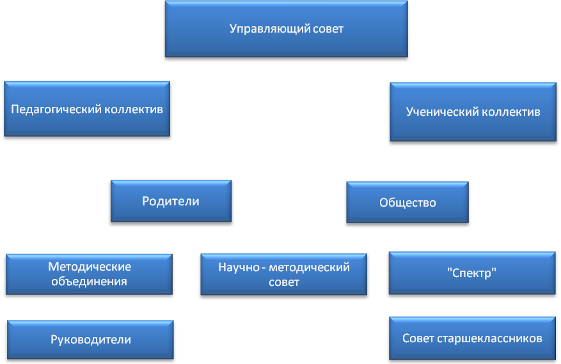 Управляющий совет
Педагогический коллектив
Ученический коллектив
Родители
Общество
Методические
объединения
Научно - методический
совет
"Спектр"
Руководители
Совет старшеклассников